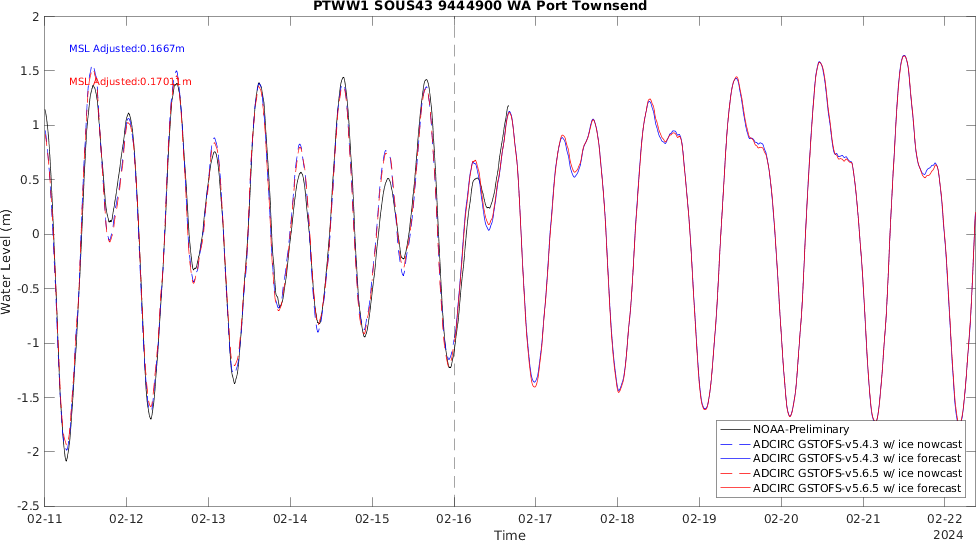 PTWW1 SOUS43 9444900 WA Port Townsend
2
1.5
1
0.5
0
-0.5
-1
-1.5
-2
-2.5
Water Level (m)
MSL Adjusted:0.1667m
MSL Adjusted:0.17011m
NOAA-Preliminary
ADCIRC GSTOFS-v5.4.3 w/ ice nowcast
ADCIRC GSTOFS-v5.4.3 w/ ice forecast
ADCIRC GSTOFS-v5.6.5 w/ ice nowcast
ADCIRC GSTOFS-v5.6.5 w/ ice forecast
02-11 02-12 02-13 02-14 02-15 02-16 02-17 02-18 02-19 02-20 02-21 02-22
2024
Time